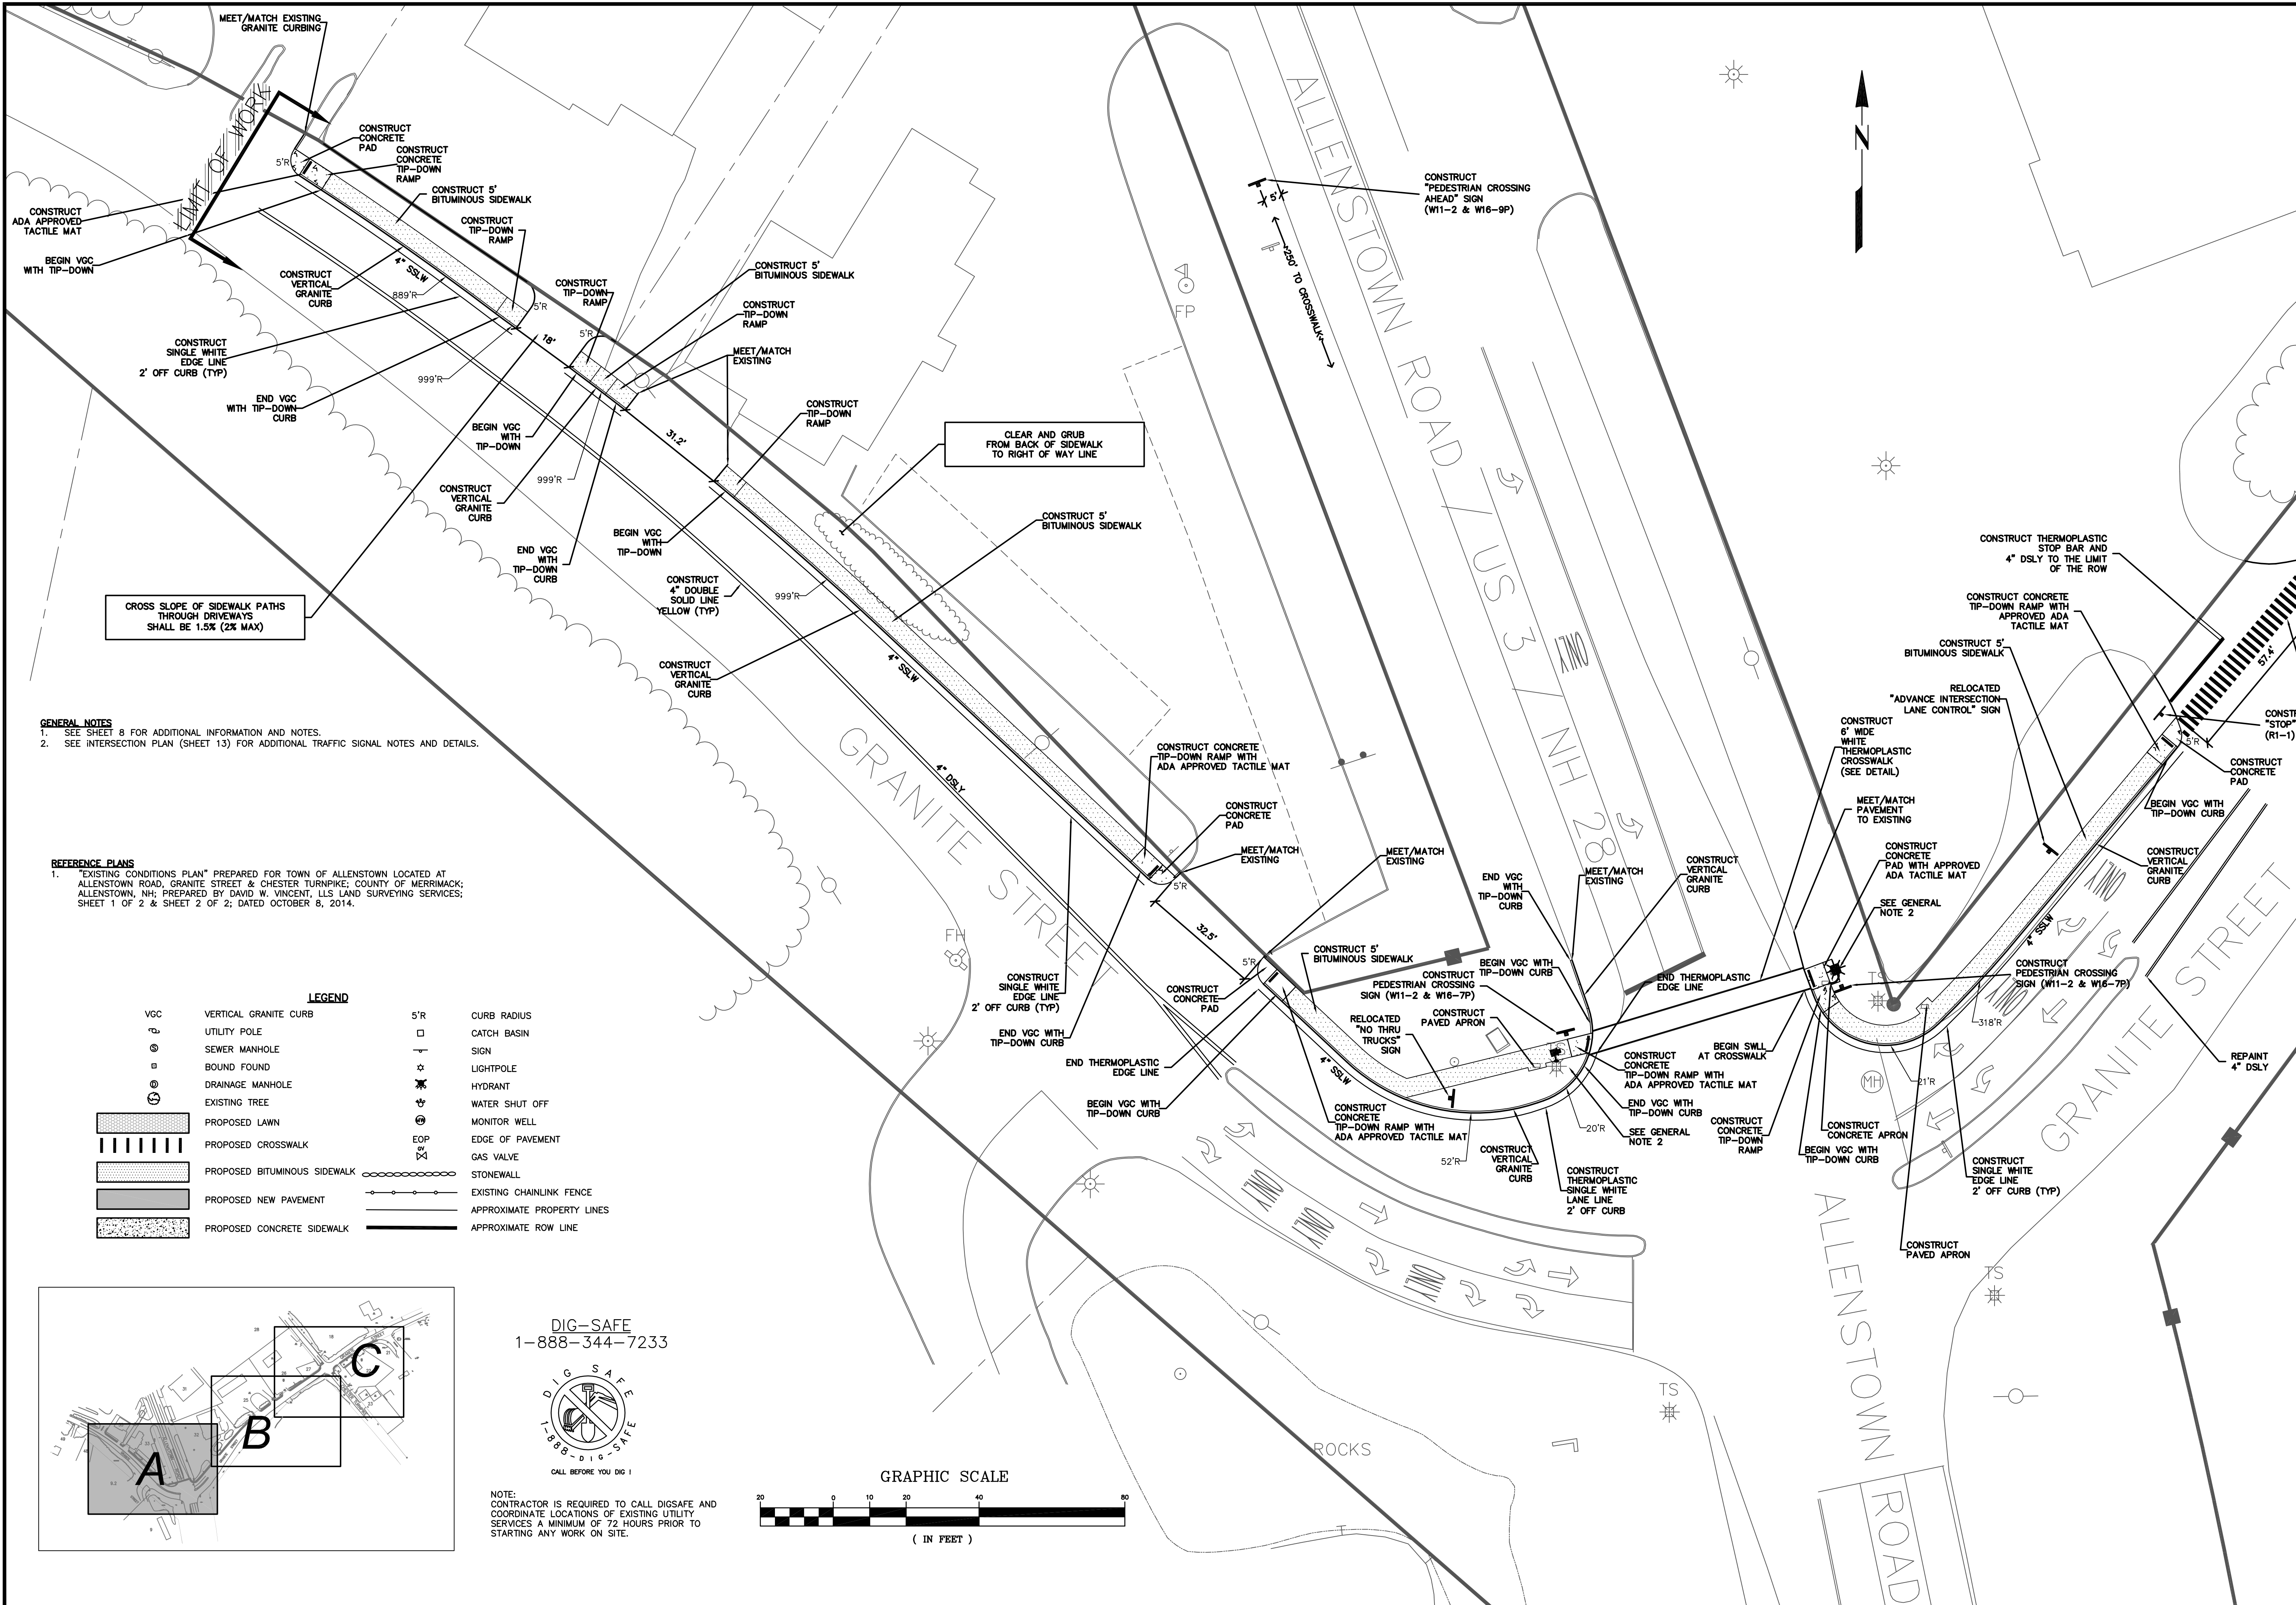 MEET/MATCH EXISTING
GRANITE CURBING
LIMIT OF WORK
5'R
CONSTRUCT
CONCRETE
PAD
CONSTRUCT
CONCRETE
TIP-DOWN
RAMP
CONSTRUCT 5'
BITUMINOUS SIDEWALK
CONSTRUCT
TIP-DOWN
RAMP
CONSTRUCT
ADA APPROVED
TACTILE MAT
BEGIN VGC
WITH TIP-DOWN
CONSTRUCT
VERTICAL
GRANITE
CURB
4" SSLW
889'R
5'R
CONSTRUCT
SINGLE WHITE
EDGE LINE
2' OFF CURB (TYP)
999'R
END VGC
WITH TIP-DOWN
CURB
18'
CONSTRUCT
TIP-DOWN
RAMP
5'R
CONSTRUCT 5'
BITUMINOUS SIDEWALK
CONSTRUCT
TIP-DOWN
RAMP
MEET/MATCH
EXISTING
BEGIN VGC
WITH
TIP-DOWN
999'R
31.2'
CONSTRUCT
VERTICAL
GRANITE
CURB
END VGC
WITH
TIP-DOWN
CURB
BEGIN VGC
WITH
TIP-DOWN
CONSTRUCT
TIP-DOWN
RAMP
CLEAR AND GRUB
FROM BACK OF SIDEWALK
TO RIGHT OF WAY LINE
CONSTRUCT 5'
BITUMINOUS SIDEWALK
CONSTRUCT
4" DOUBLE
SOLID LINE
YELLOW (TYP)
999'R
CONSTRUCT
VERTICAL
GRANITE
CURB
4" SSLW
CROSS SLOPE OF SIDEWALK PATHS
THROUGH DRIVEWAYS
SHALL BE 1.5% (2% MAX)
GENERAL NOTES
1. SEE SHEET 8 FOR ADDITIONAL INFORMATION AND NOTES.
2. SEE iNTERSECTION PLAN (SHEET 13) FOR ADDITIONAL TRAFFIC SIGNAL NOTES AND DETAILS.
REFERENCE PLANS
1. "EXISTING CONDITIONS PLAN" PREPARED FOR TOWN OF ALLENSTOWN LOCATED AT
ALLENSTOWN ROAD, GRANITE STREET & CHESTER TURNPIKE; COUNTY OF MERRIMACK;
ALLENSTOWN, NH; PREPARED BY DAVID W. VINCENT, LLS LAND SURVEYING SERVICES;
SHEET 1 OF 2 & SHEET 2 OF 2; DATED OCTOBER 8, 2014.
GRANITE STREET
4" DSLY
FH
FP
CONSTRUCT
"PEDESTRIAN CROSSING
AHEAD" SIGN
(W11-2 & W16-9P)
5'
250' TO CROSSWALK
ALLENSTOWN ROAD / US 3 / NH 28
ONLY
N
CONSTRUCT CONCRETE
TIP-DOWN RAMP WITH
ADA APPROVED TACTILE MAT
CONSTRUCT
CONCRETE
PAD
MEET/MATCH
EXISTING
5'R
32.5'
CONSTRUCT
SINGLE WHITE
EDGE LINE
2' OFF CURB (TYP)
END VGC WITH
TIP-DOWN CURB
END THERMOPLASTIC
EDGE LINE
BEGIN VGC WITH
TIP-DOWN CURB
5'R
CONSTRUCT
CONCRETE
PAD
MEET/MATCH
EXISTING
CONSTRUCT 5'
BITUMINOUS SIDEWALK
CONSTRUCT
PEDESTRIAN CROSSING
SIGN (W11-2 & W16-7P)
RELOCATED
"NO THRU
TRUCKS"
SIGN
CONSTRUCT
PAVED APRON
BEGIN VGC WITH
TIP-DOWN CURB
END VGC
WITH
TIP-DOWN
CURB
MEET/MATCH
EXISTING
CONSTRUCT
VERTICAL
GRANITE
CURB
END THERMOPLASTIC
EDGE LINE
TS
4" SSLW
CONSTRUCT
CONCRETE
TIP-DOWN RAMP WITH
ADA APPROVED TACTILE MAT
52'R
CONSTRUCT
VERTICAL
GRANITE
CURB
CONSTRUCT
THERMOPLASTIC
SINGLE WHITE
LANE LINE
2' OFF CURB
20'R
CONSTRUCT
CONCRETE
TIP-DOWN RAMP WITH
ADA APPROVED TACTILE MAT
END VGC WITH
TIP-DOWN CURB
SEE GENERAL
NOTE 2
BEGIN SWLL
AT CROSSWALK
CONSTRUCT
CONCRETE
TIP-DOWN
RAMP
BEGIN VGC WITH
TIP-DOWN CURB
CONSTRUCT
CONCRETE APRON
CONSTRUCT THERMOPLASTIC
STOP BAR AND
4" DSLY TO THE LIMIT
OF THE ROW
CONSTRUCT CONCRETE
TIP-DOWN RAMP WITH
APPROVED ADA
TACTILE MAT
CONSTRUCT 5'
BITUMINOUS SIDEWALK
RELOCATED
"ADVANCE INTERSECTION
LANE CONTROL" SIGN
CONSTRUCT
6' WIDE
WHITE
THERMOPLASTIC
CROSSWALK
(SEE DETAIL)
MEET/MATCH
PAVEMENT
TO EXISTING
CONSTRUCT
CONCRETE
PAD WITH APPROVED
ADA TACTILE MAT
SEE GENERAL
NOTE 2
57.4'
"STOP"
(R1-1)
5'R
CONSTRUCT
CONCRETE
PAD
BEGIN VGC WITH
TIP-DOWN CURB
CONSTRUCT
VERTICAL
GRANITE
CURB
4" SSLW
ONLY
ONLY
GRANITE STREET
CONSTRUCT
PEDESTRIAN CROSSING
SIGN (W11-2 & W16-7P)
TS
318'R
21'R
MH
REPAINT
4" DSLY
CONSTRUCT
SINGLE WHITE
EDGE LINE
2' OFF CURB (TYP)
CONSTRUCT
PAVED APRON
ALLENSTOWN ROAD
TS
TS
ONLY
ONLY
ONLY
ROCKS
T
LEGEND
VGC VERTICAL GRANITE CURB
UTILITY POLE
S SEWER MANHOLE
BOUND FOUND
D DRAINAGE MANHOLE
EXISTING TREE
PROPOSED LAWN
PROPOSED CROSSWALK
PROPOSED BITUMINOUS SIDEWALK
PROPOSED NEW PAVEMENT
PROPOSED CONCRETE SIDEWALK
5'R CURB RADIUS
CATCH BASIN
SIGN
LIGHTPOLE
HYDRANT
WATER SHUT OFF
MONITOR WELL
EOP EDGE OF PAVEMENT
GV GAS VALVE
STONEWALL
EXISTING CHAINLINK FENCE
APPROXIMATE PROPERTY LINES
APPROXIMATE ROW LINE
A
B
C
DIG-SAFE
1-888-344-7233
DIG SAFE
1-888-DIG-SAFE
CALL BEFORE YOU DIG !
NOTE:
CONTRACTOR IS REQUIRED TO CALL DIGSAFE AND
COORDINATE LOCATIONS OF EXISTING UTILITY
SERVICES A MINIMUM OF 72 HOURS PRIOR TO
STARTING ANY WORK ON SITE.
GRAPHIC SCALE
20 0 10 20 40 80
( IN FEET )